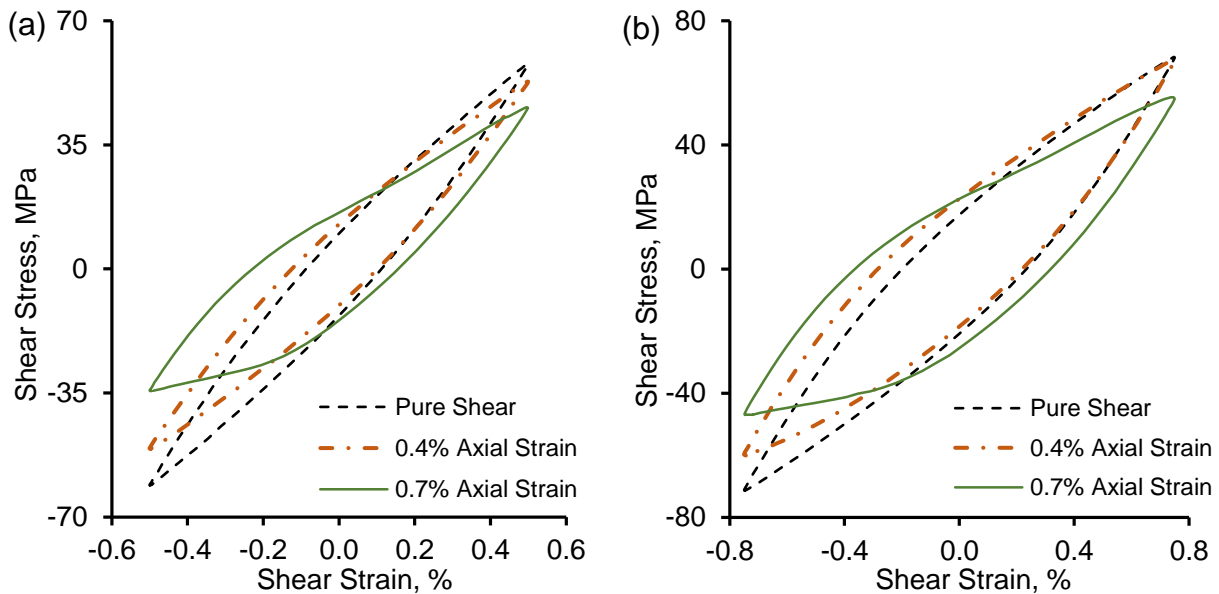 (a)
70
35
0
-35
-70
Shear Stress, MPa
-0.6 -0.4 -0.2 0.0 0.2 0.4 0.6
Shear Strain, %
Pure Shear
0.4% Axial Strain
0.7% Axial Strain
(b)
80
40
0
-40
-80
Shear Stress, MPa
-0.8 -0.4 0.0 0.4 0.8
Shear Strain, %
Pure Shear
0.4% Axial Strain
0.7% Axial Strain